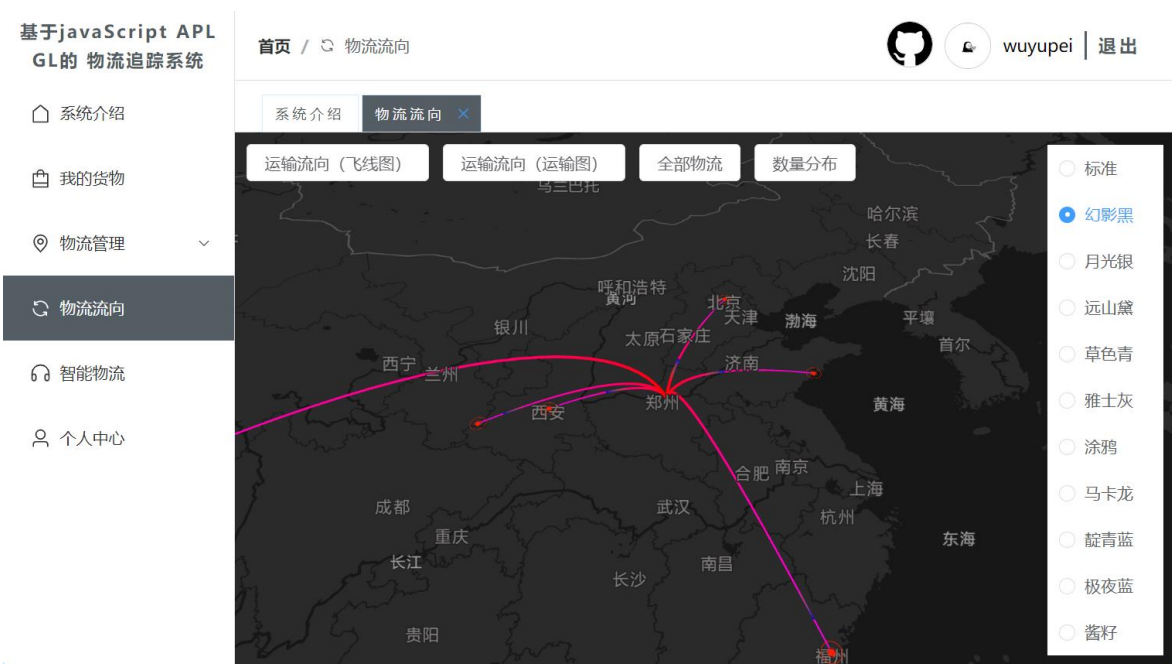 基于javaScript APL
GL的 物流追踪系统
系统介绍
我的货物
物流管理
物流流向
智能物流
个人中心
首页 / 物流流向
wuyupei 退出
系统介绍
物流流向 ×
运输流向（飞线图）
运输流向（运输图）
全部物流
数量分布
乌兰巴托
哈尔滨
长春
沈阳
呼和浩特
黄河
北京
天津
渤海
平壤
银川
太原
石家庄
首尔
西宁
兰州
济南
西安
郑州
黄海
合肥
南京
成都
武汉
上海
重庆
杭州
长江
东海
南昌
长沙
贵阳
福州
标准
幻影黑
月光银
远山黛
草色青
雅士灰
涂鸦
马卡龙
靛青蓝
极夜蓝
酱籽